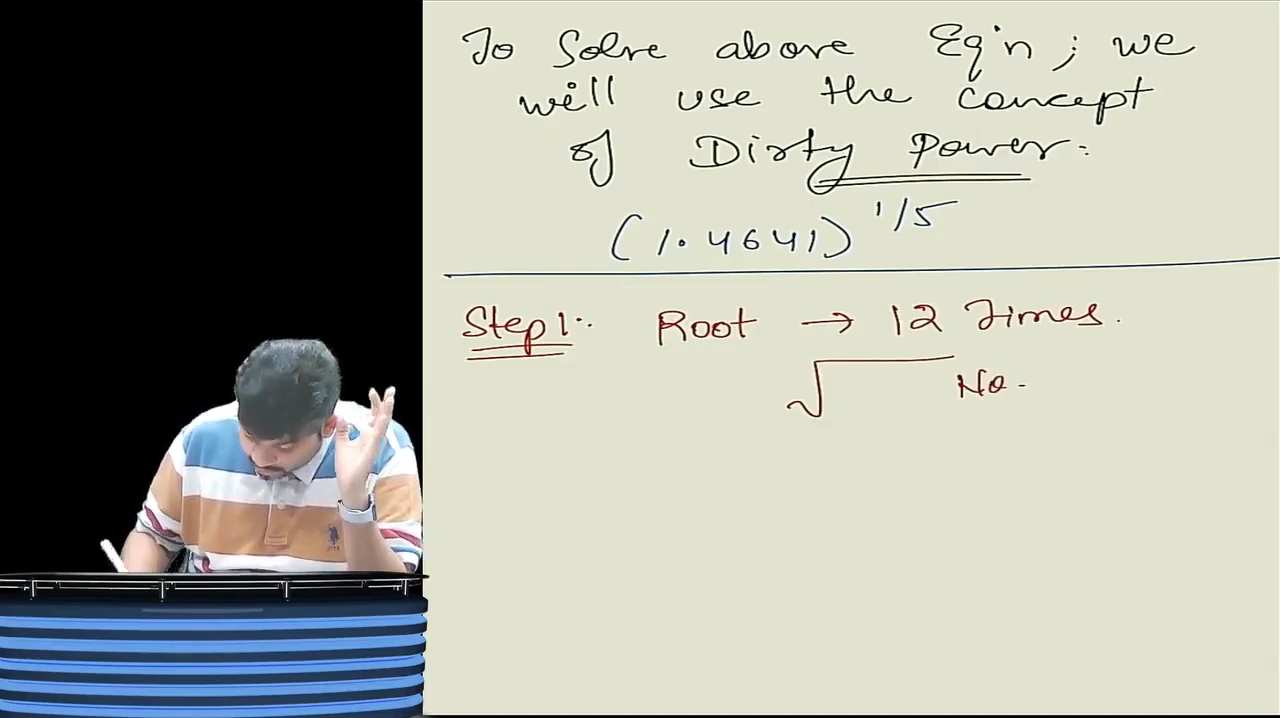 To Solve above Eq'n ; we
will use the concept
of Dirty Power.
(1.4641)^1/5
Step 1:- Root → 12 Times.
√ No.